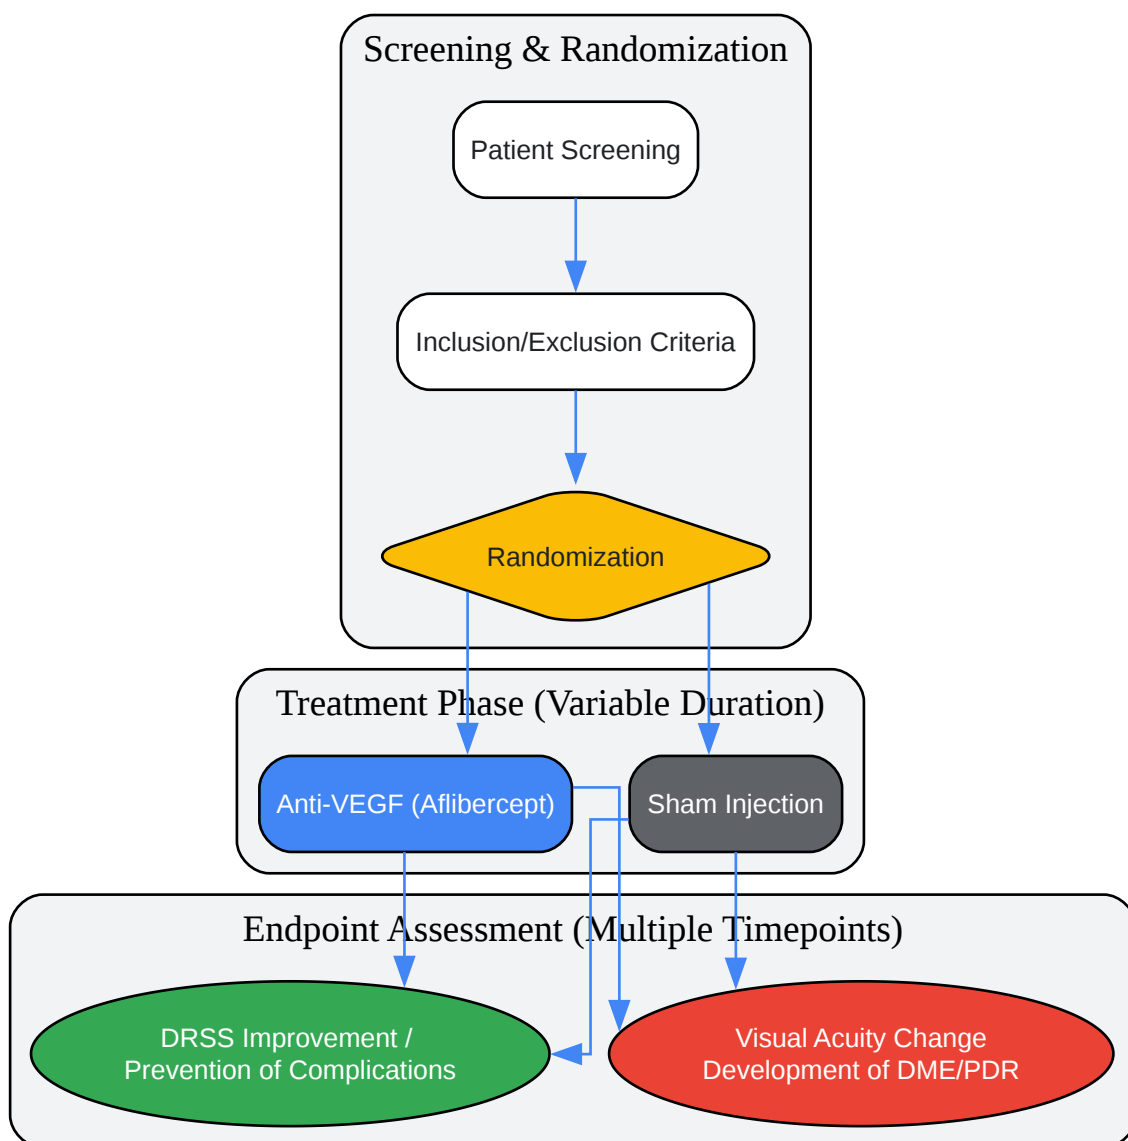 Screening & Randomization
Patient Screening
Inclusion/Exclusion Criteria
Randomization
Treatment Phase (Variable Duration)
Anti-VEGF (Aflibercept)
Sham Injection
Endpoint Assessment (Multiple Timepoints)
DRSS Improvement /
Prevention of Complications
Visual Acuity Change
Development of DME/PDR